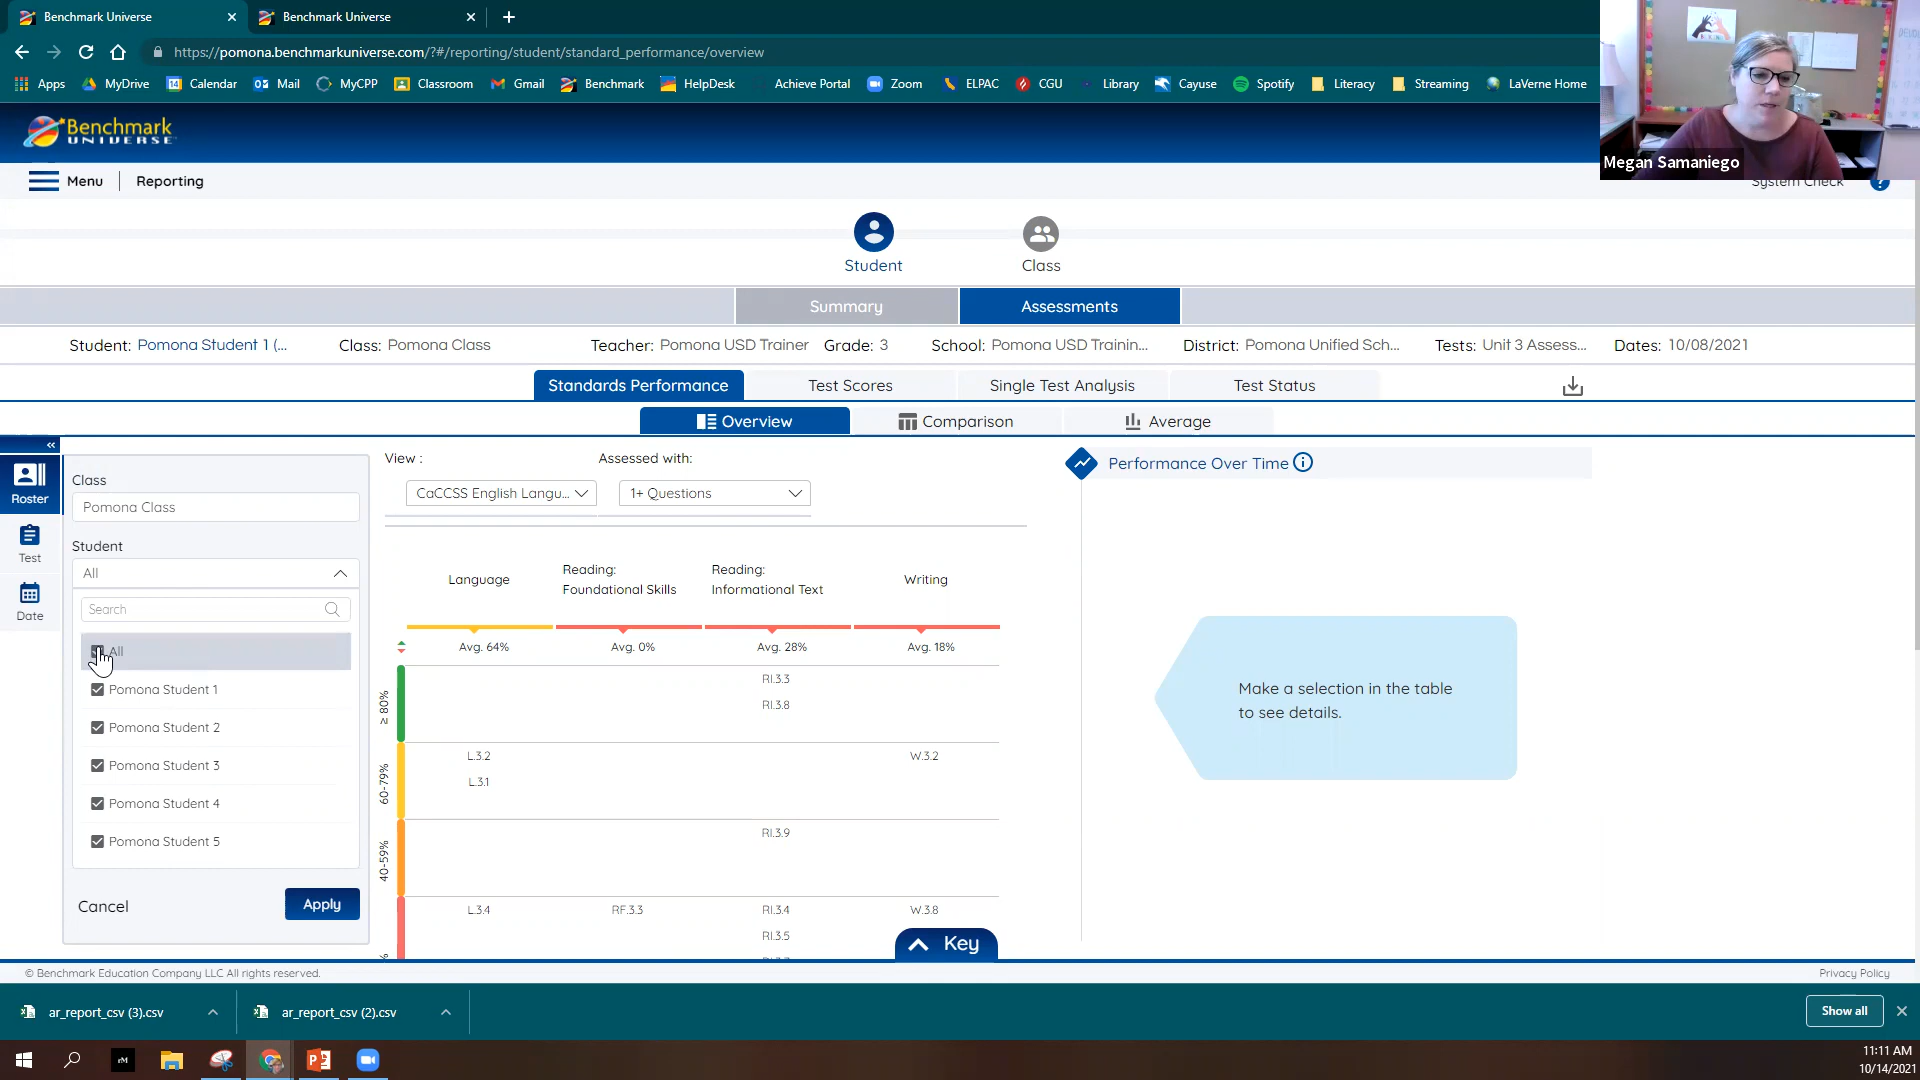 Benchmark Universe
Benchmark Universe
https://pomona.benchmarkuniverse.com/?#/reporting/student/standard_performance/overview
Apps
MyDrive
Calendar
Mail
MyCPP
Classroom
Gmail
Benchmark
HelpDesk
Achieve Portal
Zoom
ELPAC
CGU
Library
Cayuse
Spotify
Literacy
Streaming
LaVerne Home
Benchmark
UNIVERSE
Megan Samaniego
Menu
Reporting
System Check
?
Student
Class
Summary
Assessments
Student: Pomona Student 1 (...
Class: Pomona Class
Teacher: Pomona USD Trainer
Grade: 3
School: Pomona USD Trainin...
District: Pomona Unified Sch...
Tests: Unit 3 Assess...
Dates: 10/08/2021
Standards Performance
Test Scores
Single Test Analysis
Test Status
Overview
Comparison
Average
Roster
Test
Date
Class
Pomona Class
Student
All
Search
All
Pomona Student 1
Pomona Student 2
Pomona Student 3
Pomona Student 4
Pomona Student 5
Cancel
Apply
View :
Assessed with:
CaCCSS English Langu...
1+ Questions
Language
Reading:
Foundational Skills
Reading:
Informational Text
Writing
Avg. 64%
Avg. 0%
Avg. 28%
Avg. 18%
≥ 80%
RI.3.3
RI.3.8
60-79%
L.3.2
W.3.2
L.3.1
40-59%
RI.3.9
L.3.4
RF.3.3
RI.3.4
W.3.8
RI.3.5
Key
Performance Over Time
Make a selection in the table
to see details.
© Benchmark Education Company LLC All rights reserved.
Privacy Policy
ar_report_csv (3).csv
ar_report_csv (2).csv
Show all
rM
11:11 AM
10/14/2021